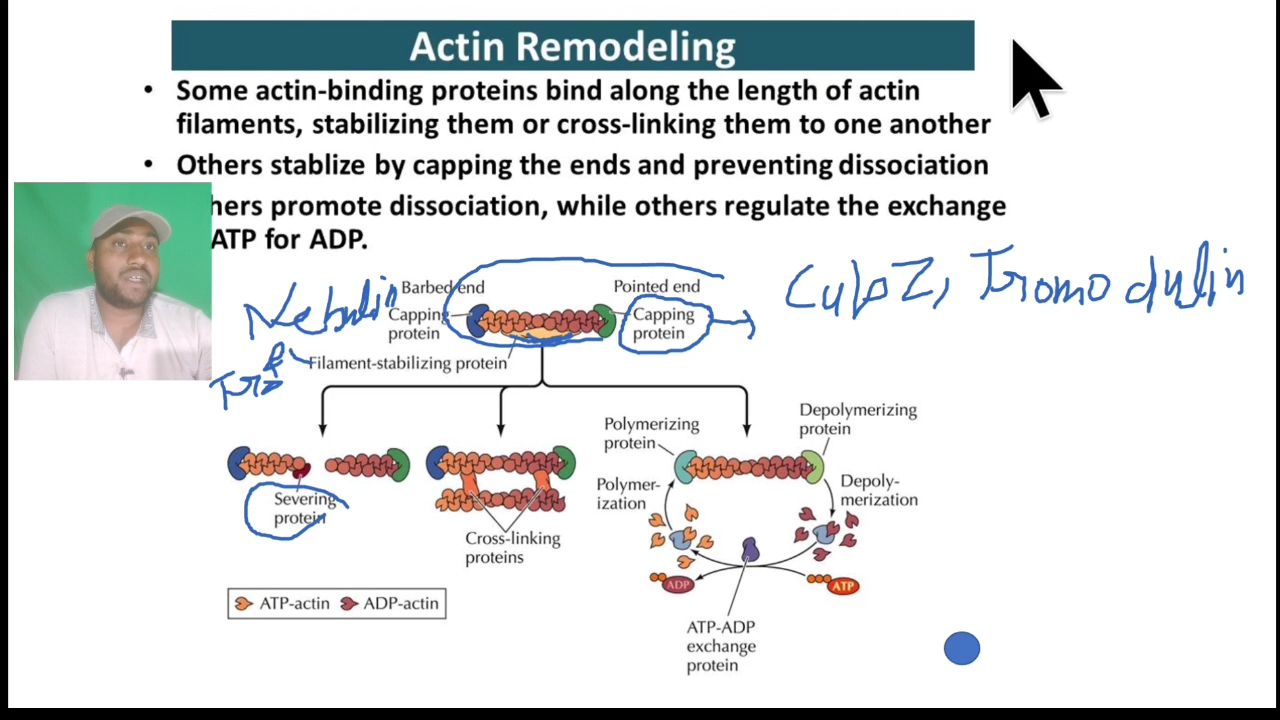 Actin Remodeling
• Some actin-binding proteins bind along the length of actin
filaments, stabilizing them or cross-linking them to one another
• Others stablize by capping the ends and preventing dissociation
hers promote dissociation, while others regulate the exchange
ATP for ADP.
Nebulin
Barbed end
Pointed end
Capping
protein
Capping
protein
CapZ, Tromodulin
Filament-stabilizing protein
Severing
protein
Cross-linking
proteins
Polymerizing
protein
Depolymerizing
protein
Polymer-
ization
Depoly-
merization
ADP
ATP
ATP-ADP
exchange
protein
ATP-actin ADP-actin